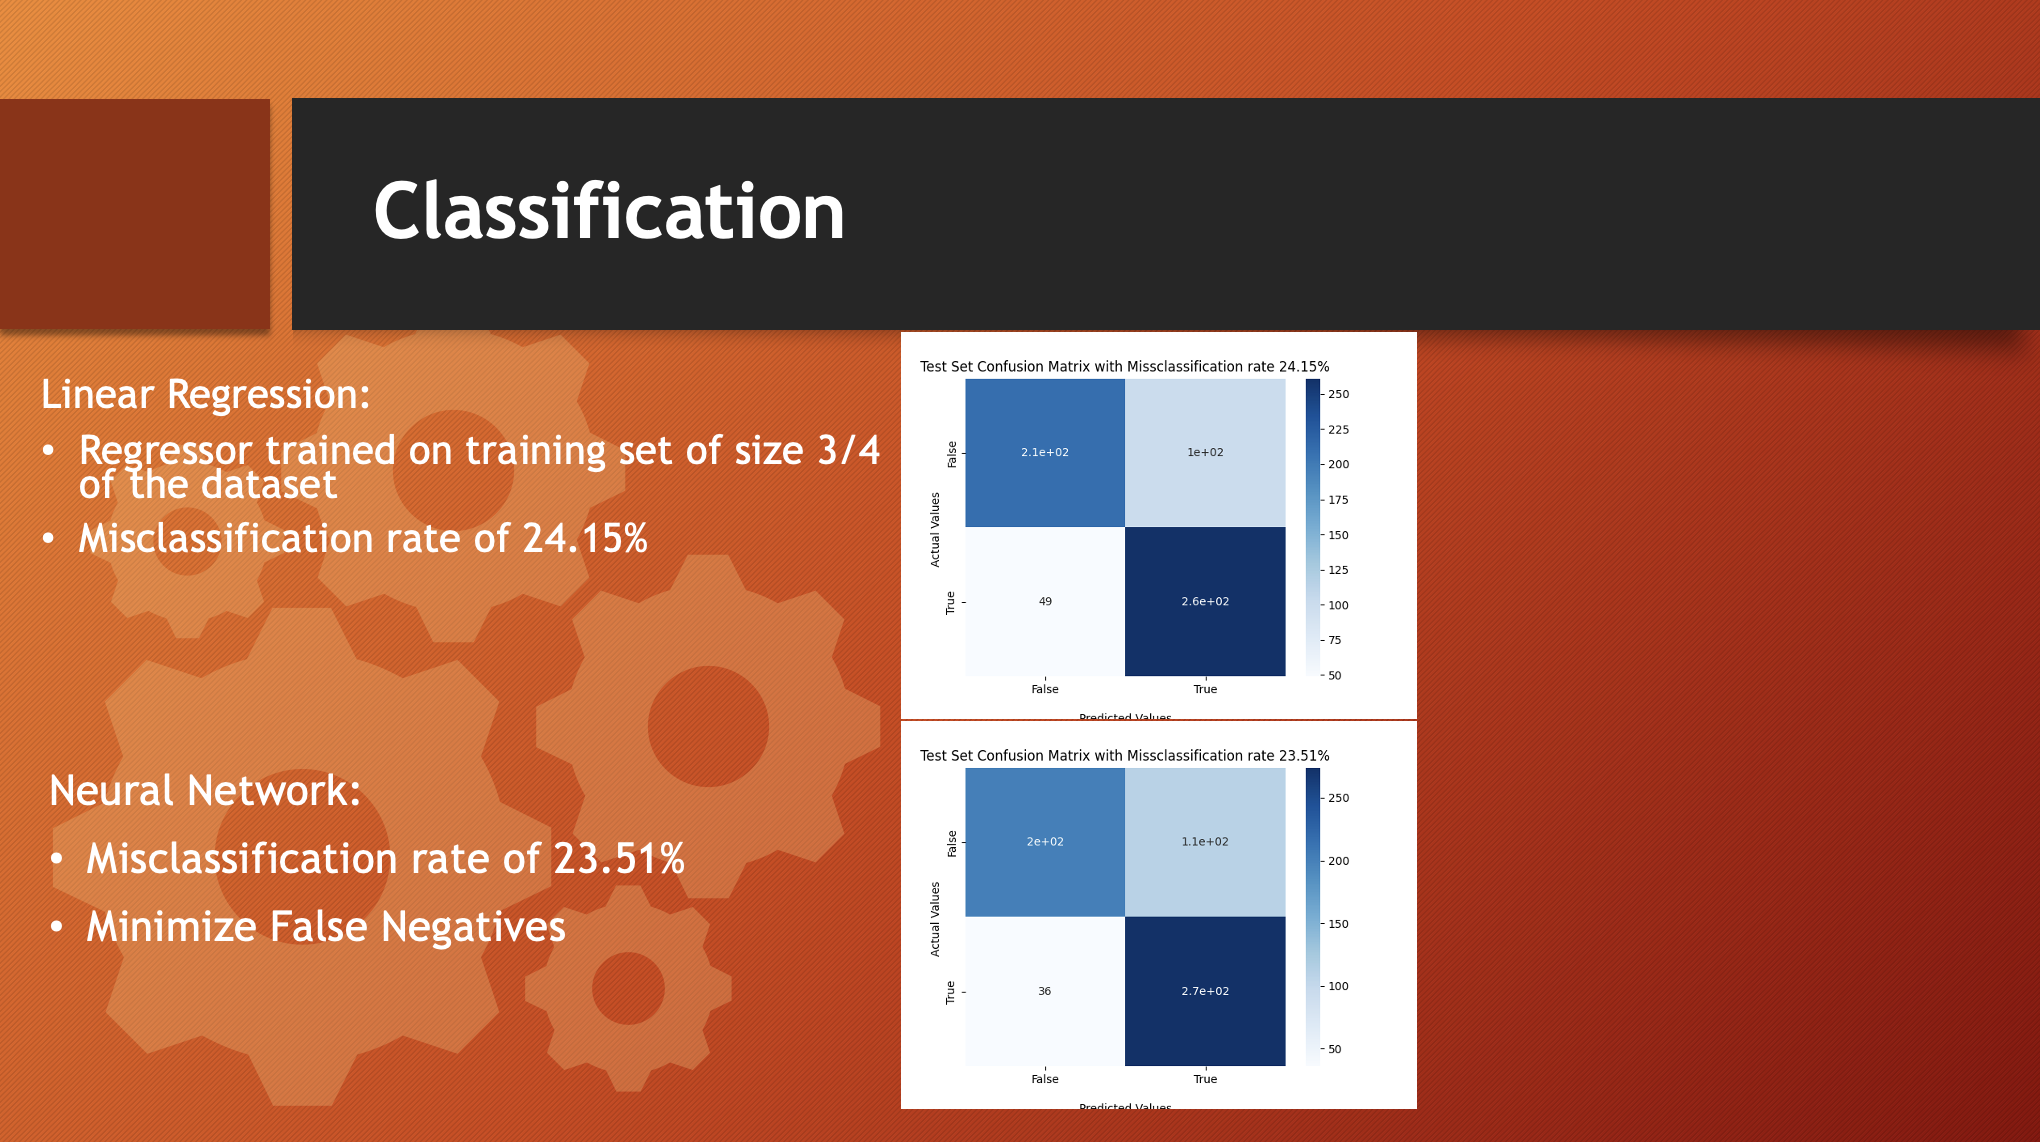 Classification
Linear Regression:
• Regressor trained on training set of size 3/4
of the dataset
• Misclassification rate of 24.15%
Neural Network:
• Misclassification rate of 23.51%
• Minimize False Negatives
Test Set Confusion Matrix with Missclassification rate 24.15%
Actual Values
False
True
2.1e+02
1e+02
49
2.6e+02
False
True
Predicted Values
250
225
200
175
150
125
100
75
50
Test Set Confusion Matrix with Missclassification rate 23.51%
Actual Values
False
True
2e+02
1.1e+02
36
2.7e+02
False
True
Predicted Values
250
200
150
100
50